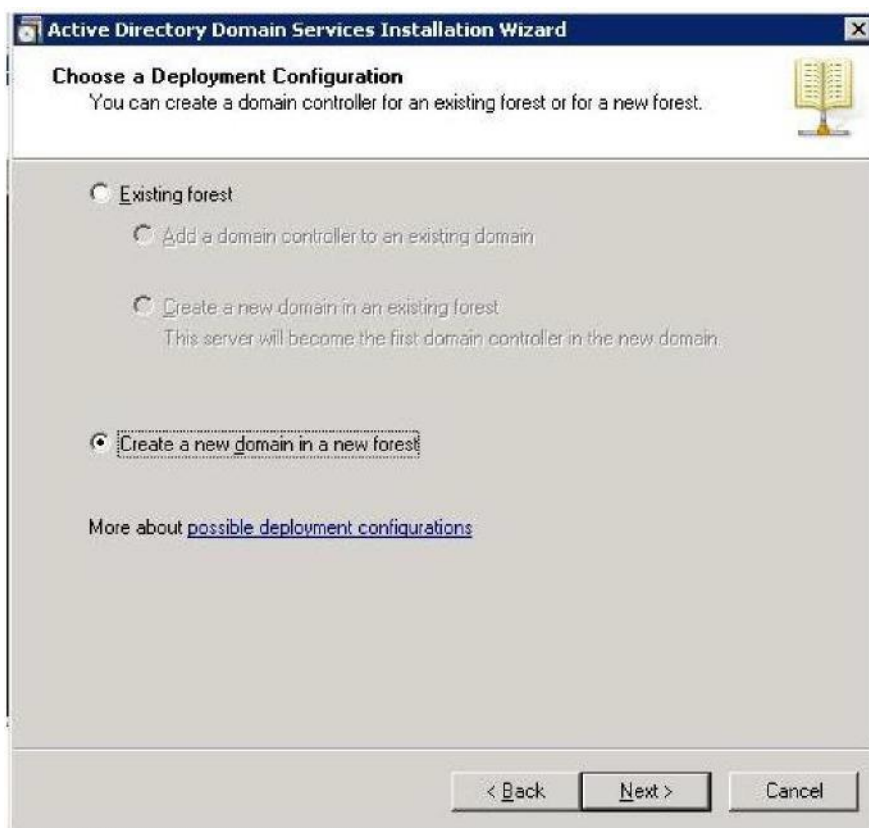 Active Directory Domain Services Installation Wizard
Choose a Deployment Configuration
You can create a domain controller for an existing forest or for a new forest.
Existing forest
Add a domain controller to an existing domain
Create a new domain in an existing forest
This server will become the first domain controller in the new domain.
Create a new domain in a new forest
More about possible deployment configurations
< Back
Next >
Cancel